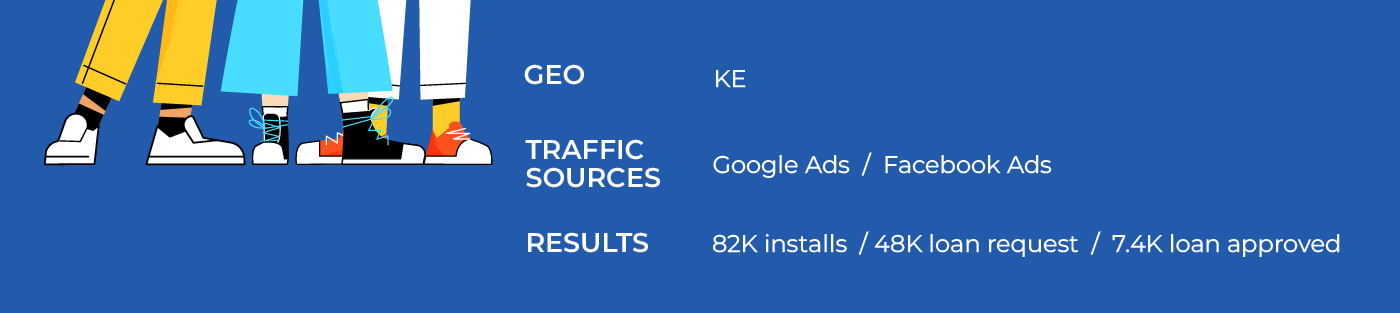 GEO KE
TRAFFIC
SOURCES Google Ads / Facebook Ads
RESULTS 82K installs / 48K loan request / 7.4K loan approved